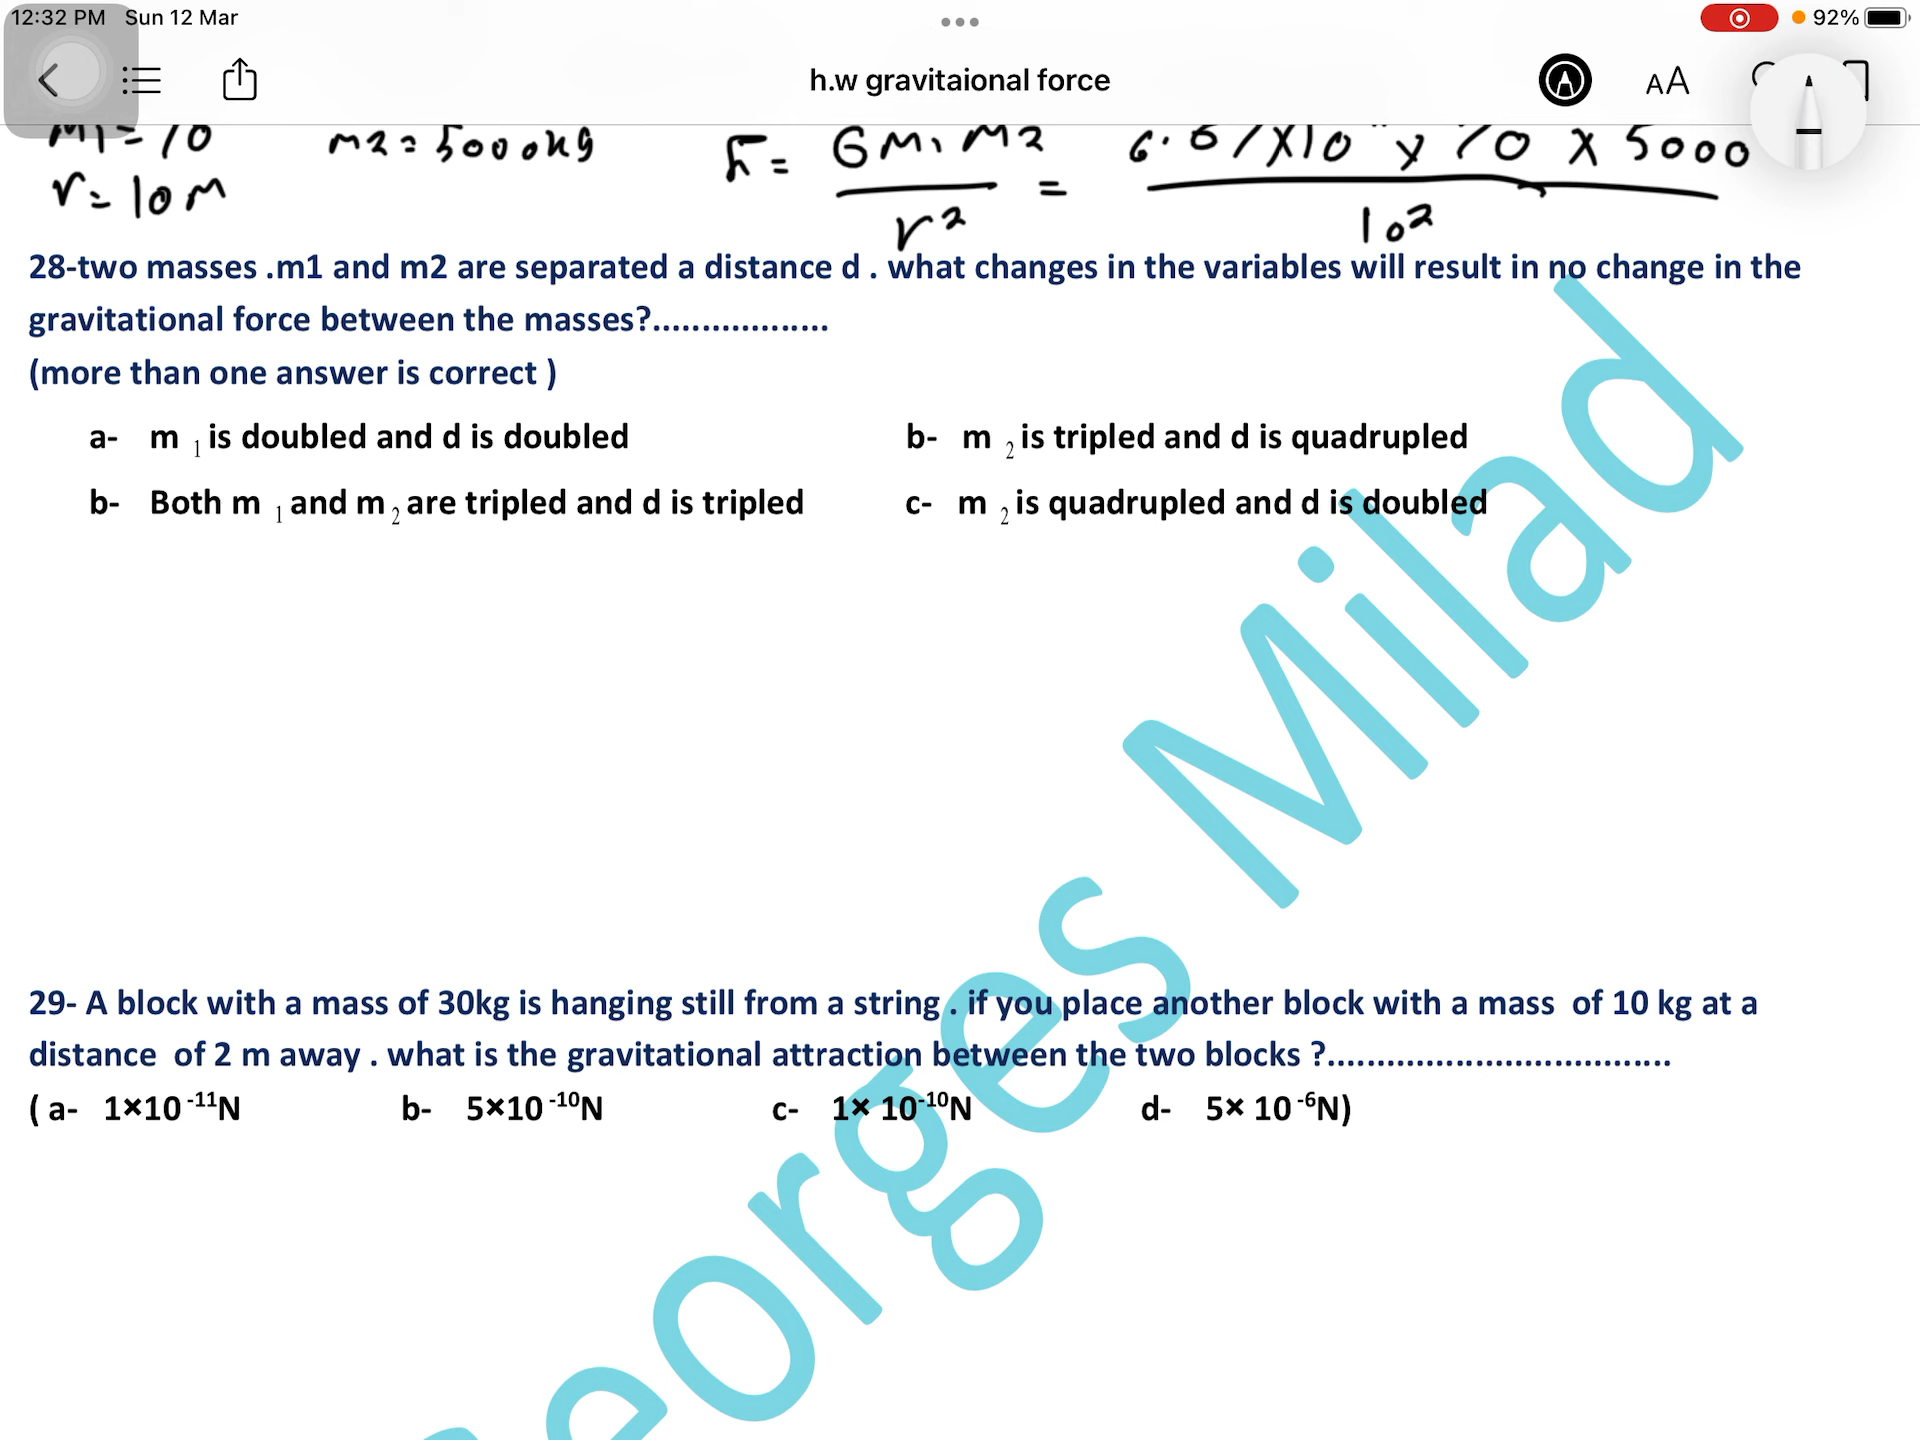 12:32 PM Sun 12 Mar
92%
h.w gravitaional force
AA
m1=70 m2=5000kg F= G M1 M2 = 6.67X10 x 70 X 5000
r=10m r² 10²
28-two masses .m1 and m2 are separated a distance d . what changes in the variables will result in no change in the
gravitational force between the masses?..................
(more than one answer is correct )
a- m 1 is doubled and d is doubled b- m 2 is tripled and d is quadrupled
b- Both m 1 and m 2 are tripled and d is tripled c- m 2 is quadrupled and d is doubled
29- A block with a mass of 30kg is hanging still from a string . if you place another block with a mass of 10 kg at a
distance of 2 m away . what is the gravitational attraction between the two blocks ?...................................
( a- 1×10⁻¹¹N b- 5×10⁻¹⁰N c- 1× 10⁻¹⁰N d- 5× 10⁻⁶N)
eorges Milad